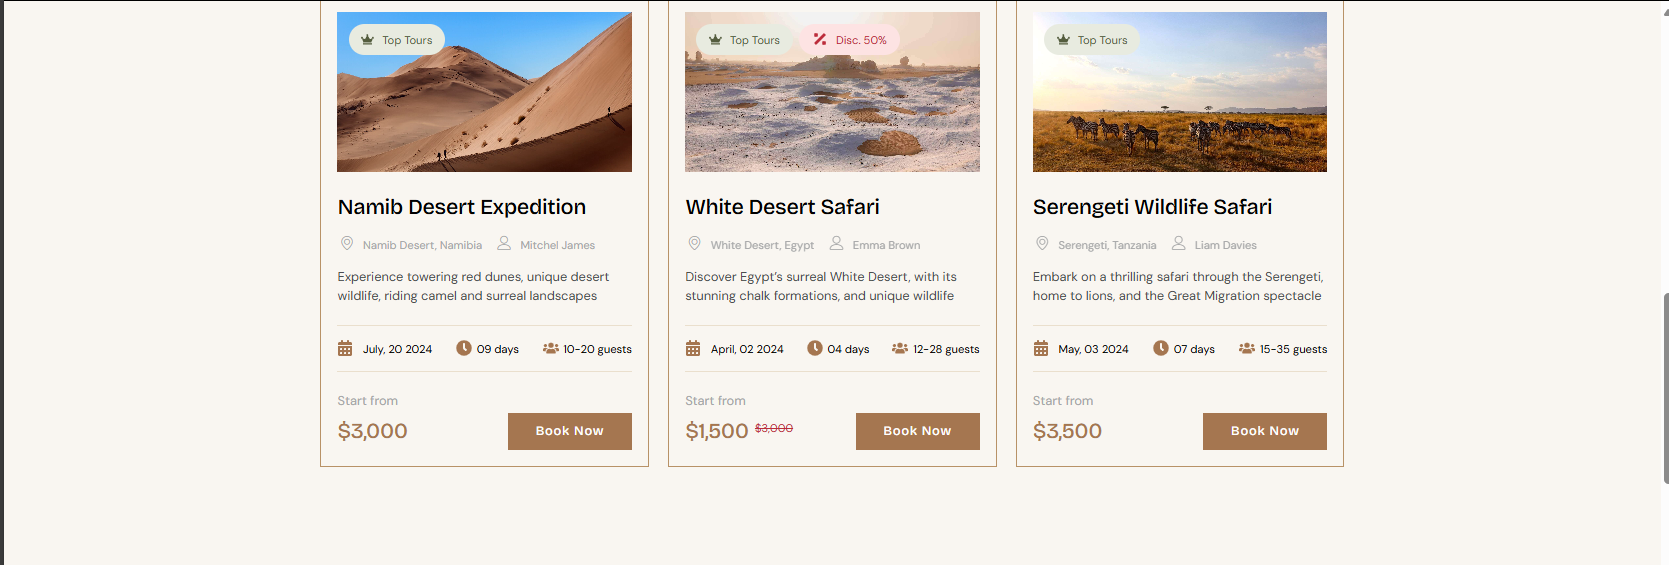 Top Tours
Namib Desert Expedition
Namib Desert, Namibia Mitchel James
Experience towering red dunes, unique desert
wildlife, riding camel and surreal landscapes
July, 20 2024 09 days 10-20 guests
Start from
$3,000 Book Now
Top Tours Disc. 50%
White Desert Safari
White Desert, Egypt Emma Brown
Discover Egypt's surreal White Desert, with its
stunning chalk formations, and unique wildlife
April, 02 2024 04 days 12-28 guests
Start from
$1,500 $3,000 Book Now
Top Tours
Serengeti Wildlife Safari
Serengeti, Tanzania Liam Davies
Embark on a thrilling safari through the Serengeti,
home to lions, and the Great Migration spectacle
May, 03 2024 07 days 15-35 guests
Start from
$3,500 Book Now